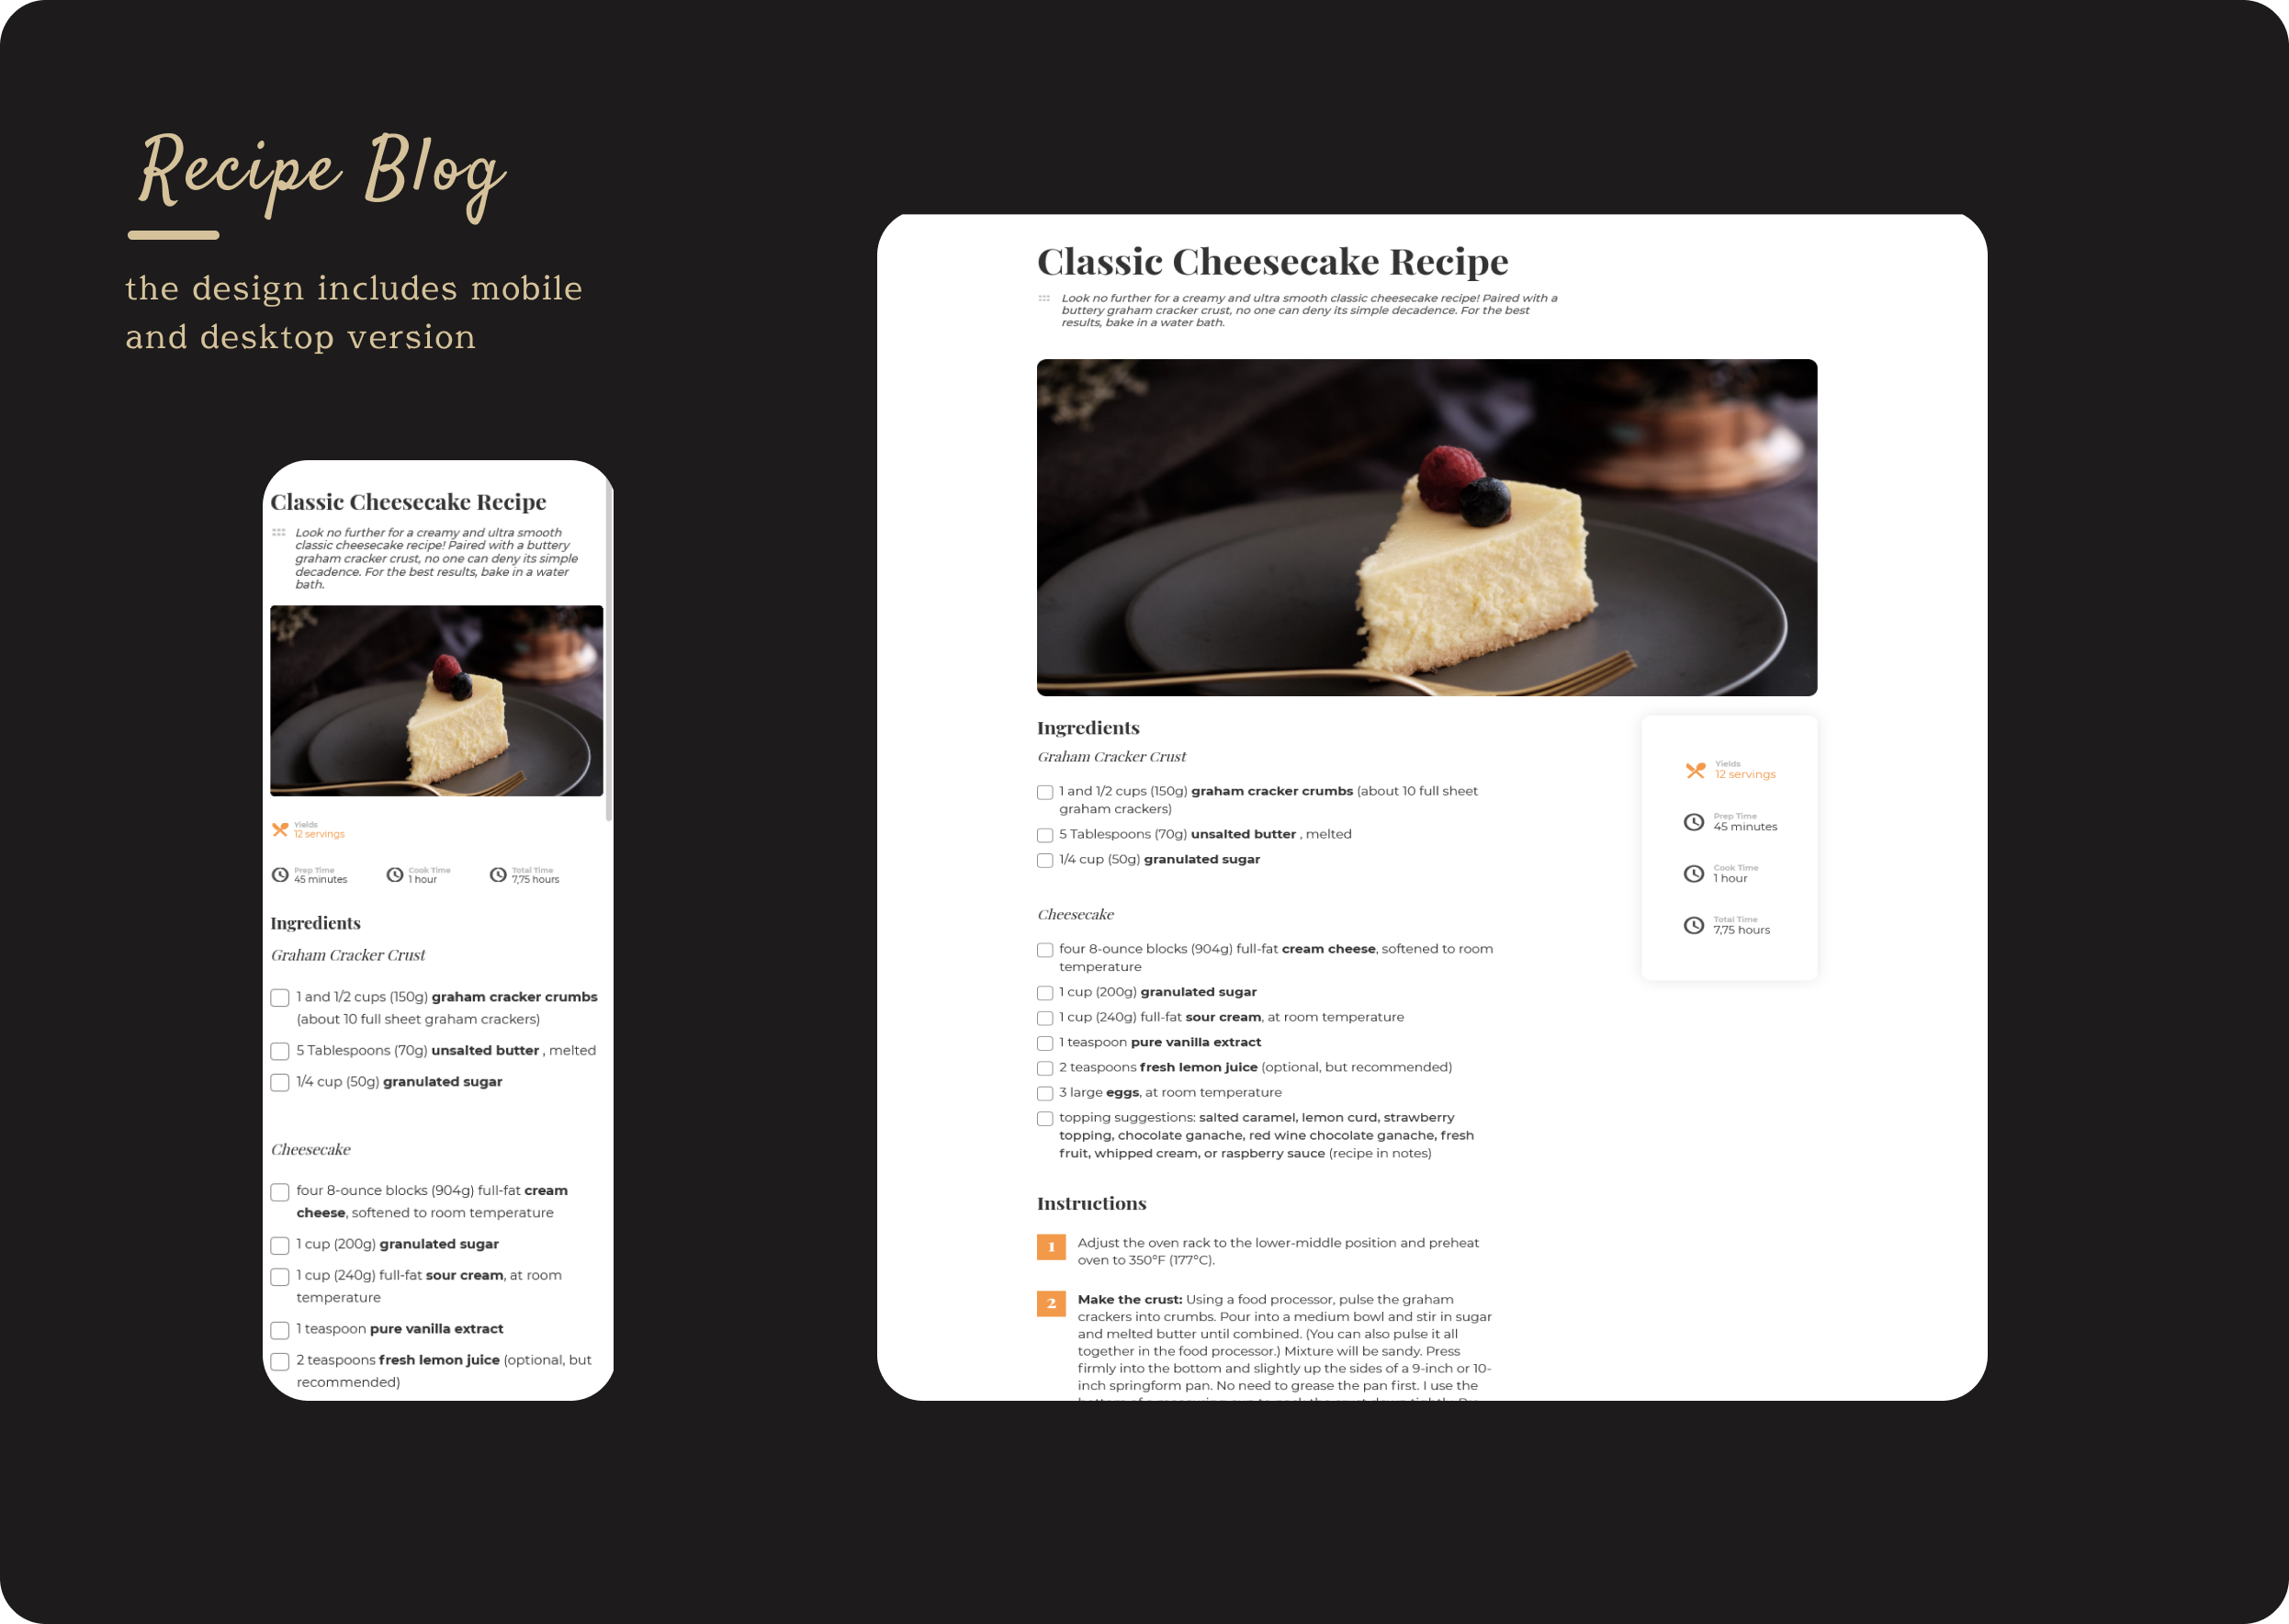 Recipe Blog
the design includes mobile
and desktop version
Classic Cheesecake Recipe
Look no further for a creamy and ultra smooth
classic cheesecake recipe! Paired with a buttery
graham cracker crust, no one can deny its simple
decadence. For the best results, bake in a water
bath.
Yields
12 servings
Prep Time
45 minutes
Cook Time
1 hour
Total Time
7,75 hours
Ingredients
Graham Cracker Crust
1 and 1/2 cups (150g) graham cracker crumbs
(about 10 full sheet graham crackers)
5 Tablespoons (70g) unsalted butter , melted
1/4 cup (50g) granulated sugar
Cheesecake
four 8-ounce blocks (904g) full-fat cream
cheese, softened to room temperature
1 cup (200g) granulated sugar
1 cup (240g) full-fat sour cream, at room
temperature
1 teaspoon pure vanilla extract
2 teaspoons fresh lemon juice (optional, but
recommended)
Classic Cheesecake Recipe
Look no further for a creamy and ultra smooth classic cheesecake recipe! Paired with a
buttery graham cracker crust, no one can deny its simple decadence. For the best
results, bake in a water bath.
Ingredients
Graham Cracker Crust
1 and 1/2 cups (150g) graham cracker crumbs (about 10 full sheet
graham crackers)
5 Tablespoons (70g) unsalted butter , melted
1/4 cup (50g) granulated sugar
Cheesecake
four 8-ounce blocks (904g) full-fat cream cheese, softened to room
temperature
1 cup (200g) granulated sugar
1 cup (240g) full-fat sour cream, at room temperature
1 teaspoon pure vanilla extract
2 teaspoons fresh lemon juice (optional, but recommended)
3 large eggs, at room temperature
topping suggestions: salted caramel, lemon curd, strawberry
topping, chocolate ganache, red wine chocolate ganache, fresh
fruit, whipped cream, or raspberry sauce (recipe in notes)
Yields
12 servings
Prep Time
45 minutes
Cook Time
1 hour
Total Time
7,75 hours
Instructions
1 Adjust the oven rack to the lower-middle position and preheat
oven to 350°F (177°C).
2 Make the crust: Using a food processor, pulse the graham
crackers into crumbs. Pour into a medium bowl and stir in sugar
and melted butter until combined. (You can also pulse it all
together in the food processor.) Mixture will be sandy. Press
firmly into the bottom and slightly up the sides of a 9-inch or 10-
inch springform pan. No need to grease the pan first. I use the